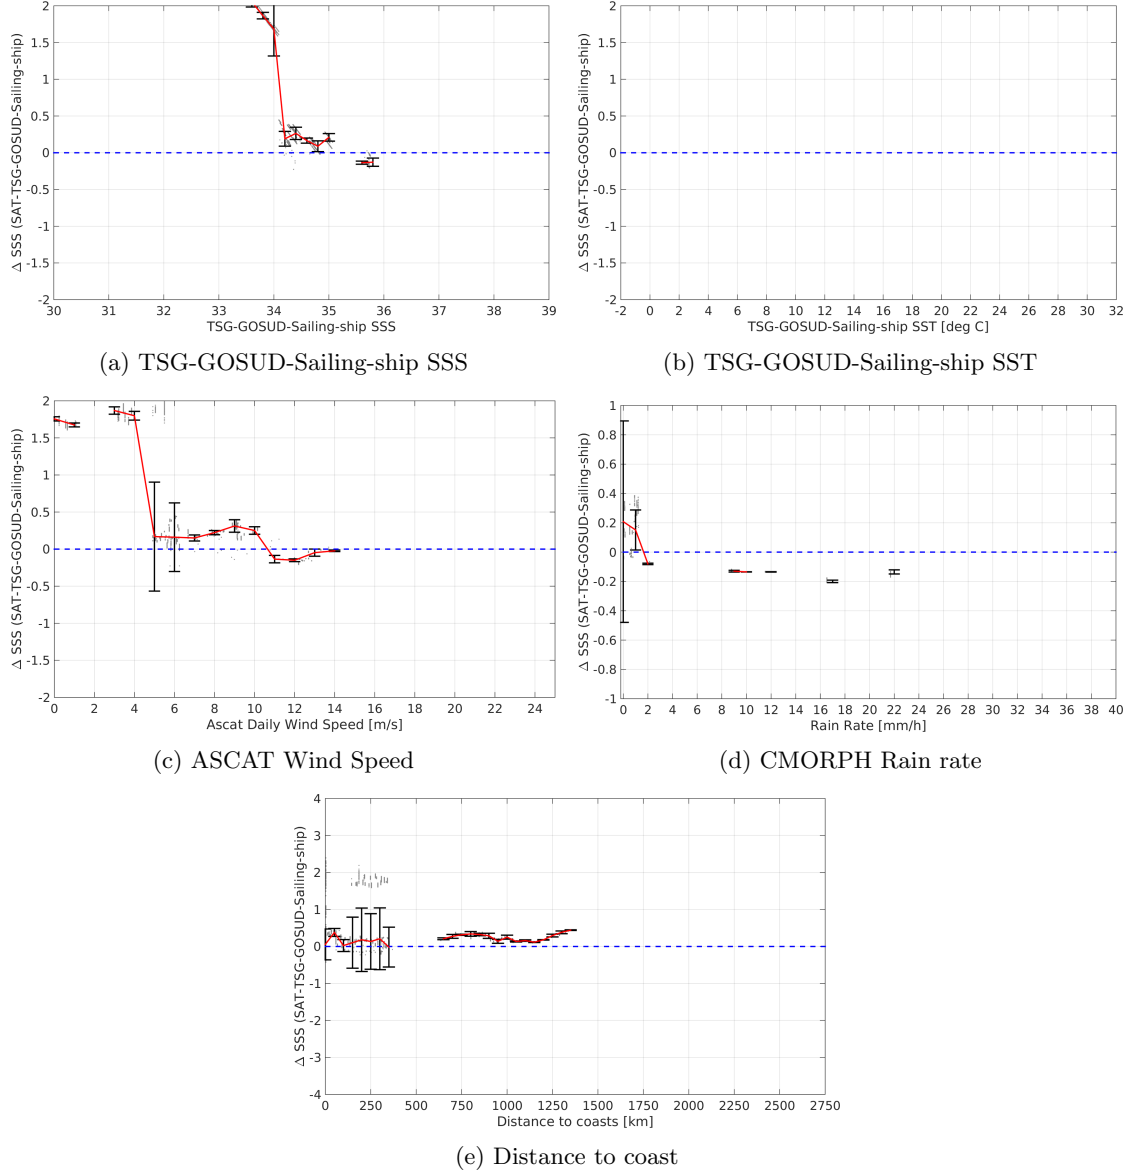 2
1.5
1
0.5
0
-0.5
-1
-1.5
-2
30 31 32 33 34 35 36 37 38 39
TSG-GOSUD-Sailing-ship SSS
Δ SSS (SAT-TSG-GOSUD-Sailing-ship)
(a) TSG-GOSUD-Sailing-ship SSS
2
1.5
1
0.5
0
-0.5
-1
-1.5
-2
-2 0 2 4 6 8 10 12 14 16 18 20 22 24 26 28 30 32
TSG-GOSUD-Sailing-ship SST [deg C]
Δ SSS (SAT-TSG-GOSUD-Sailing-ship)
(b) TSG-GOSUD-Sailing-ship SST
2
1.5
1
0.5
0
-0.5
-1
-1.5
-2
0 2 4 6 8 10 12 14 16 18 20 22 24
Ascat Daily Wind Speed [m/s]
Δ SSS (SAT-TSG-GOSUD-Sailing-ship)
(c) ASCAT Wind Speed
1
0.8
0.6
0.4
0.2
0
-0.2
-0.4
-0.6
-0.8
-1
0 2 4 6 8 10 12 14 16 18 20 22 24 26 28 30 32 34 36 38 40
Rain Rate [mm/h]
Δ SSS (SAT-TSG-GOSUD-Sailing-ship)
(d) CMORPH Rain rate
4
3
2
1
0
-1
-2
-3
-4
0 250 500 750 1000 1250 1500 1750 2000 2250 2500 2750
Distance to coasts [km]
Δ SSS (SAT-TSG-GOSUD-Sailing-ship)
(e) Distance to coast